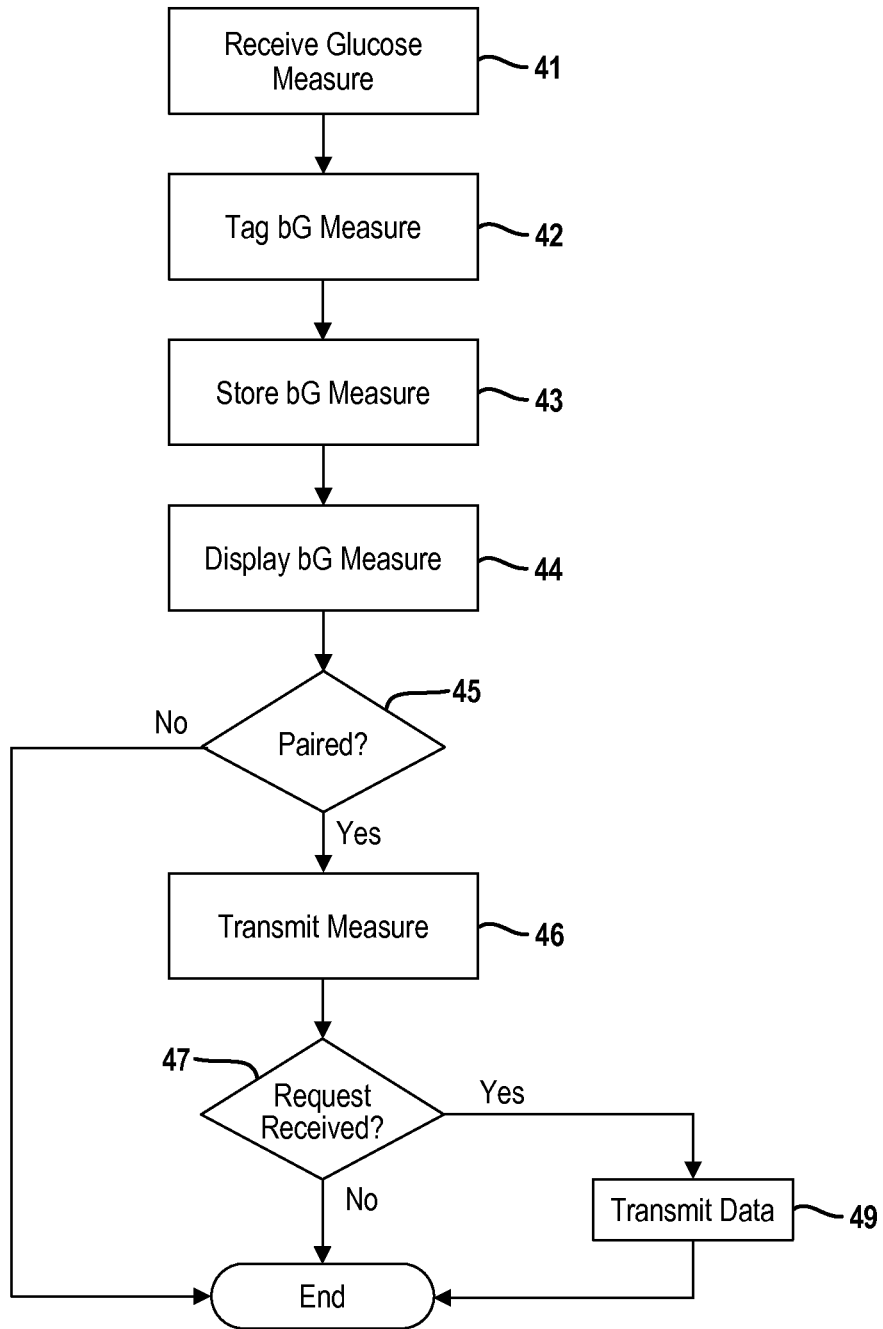 Receive Glucose
Measure
41
Tag bG Measure
42
Store bG Measure
43
Display bG Measure
44
45
No
Paired?
Yes
Transmit Measure
46
47
Request
Received?
Yes
No
Transmit Data
49
End